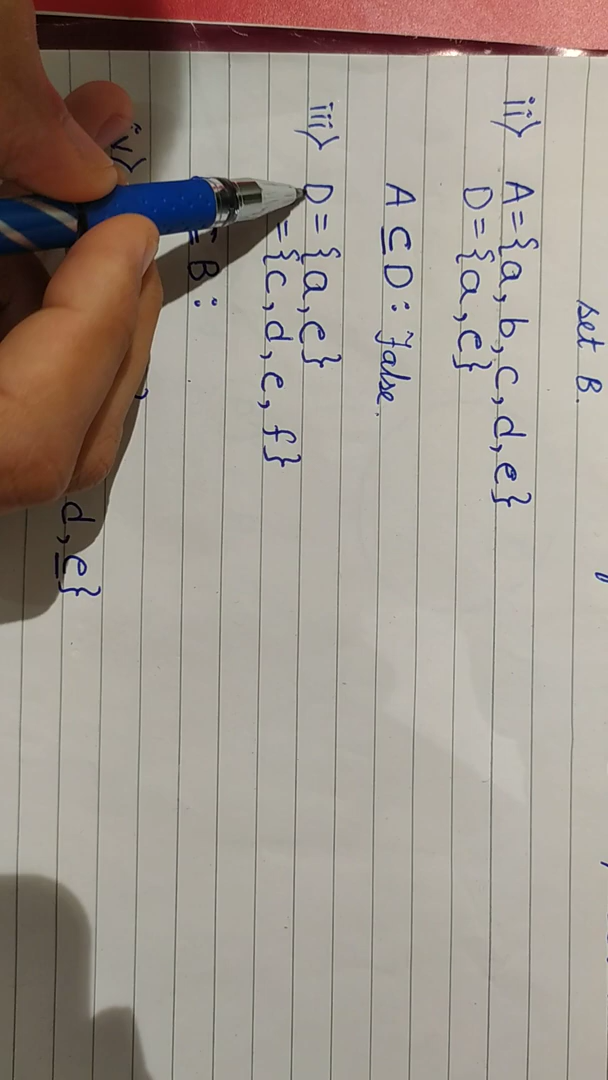 set B.
ii) A={a, b, c, d, e}
D={a, e}
A ⊆ D : False.
iii) D={a, e}
={c, d, e, f}
B :
d, e}